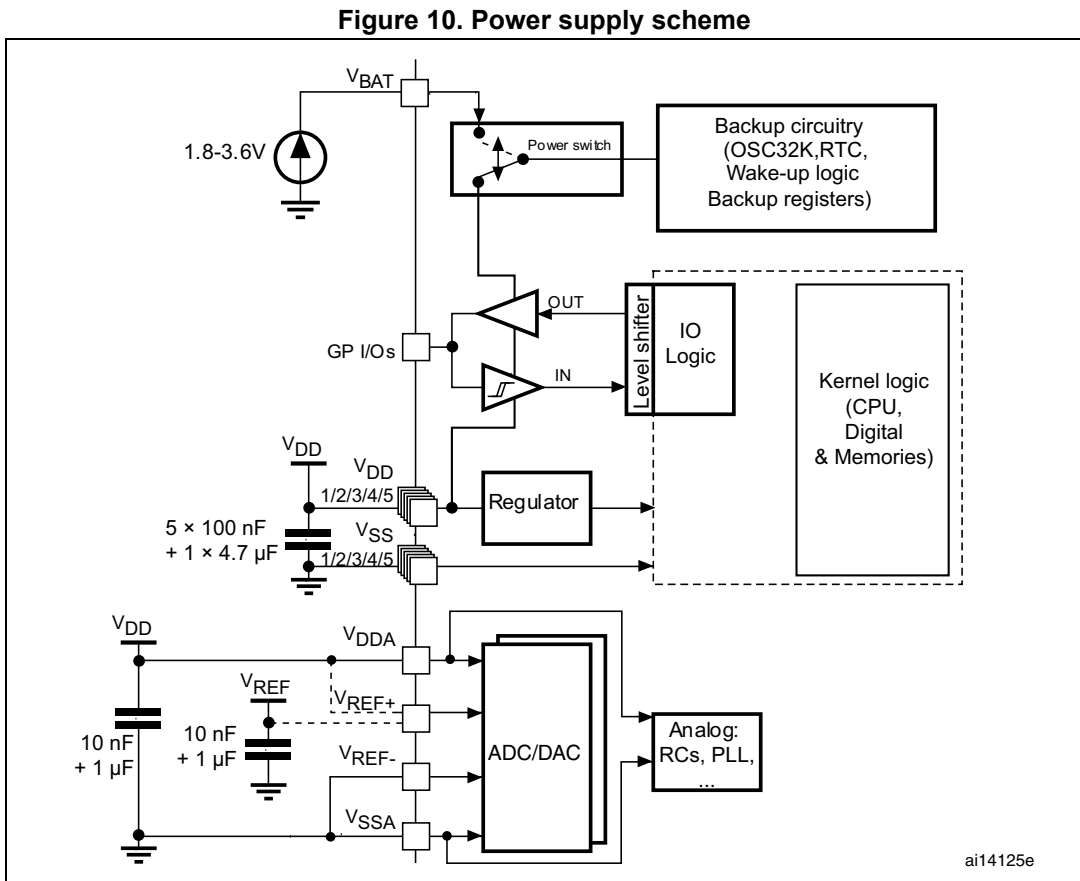 Figure 10. Power supply scheme
VBAT
1.8-3.6V
Power switch
Backup circuitry
(OSC32K,RTC,
Wake-up logic
Backup registers)
OUT
GP I/Os
IN
Level shifter
IO
Logic
Kernel logic
(CPU,
Digital
& Memories)
VDD
VDD
1/2/3/4/5
Regulator
5 × 100 nF
+ 1 × 4.7 µF
VSS
1/2/3/4/5
VDD
VDDA
VREF
VREF+
10 nF
+ 1 µF
10 nF
+ 1 µF
VREF-
ADC/DAC
Analog:
RCs, PLL,
...
VSSA
ai14125e